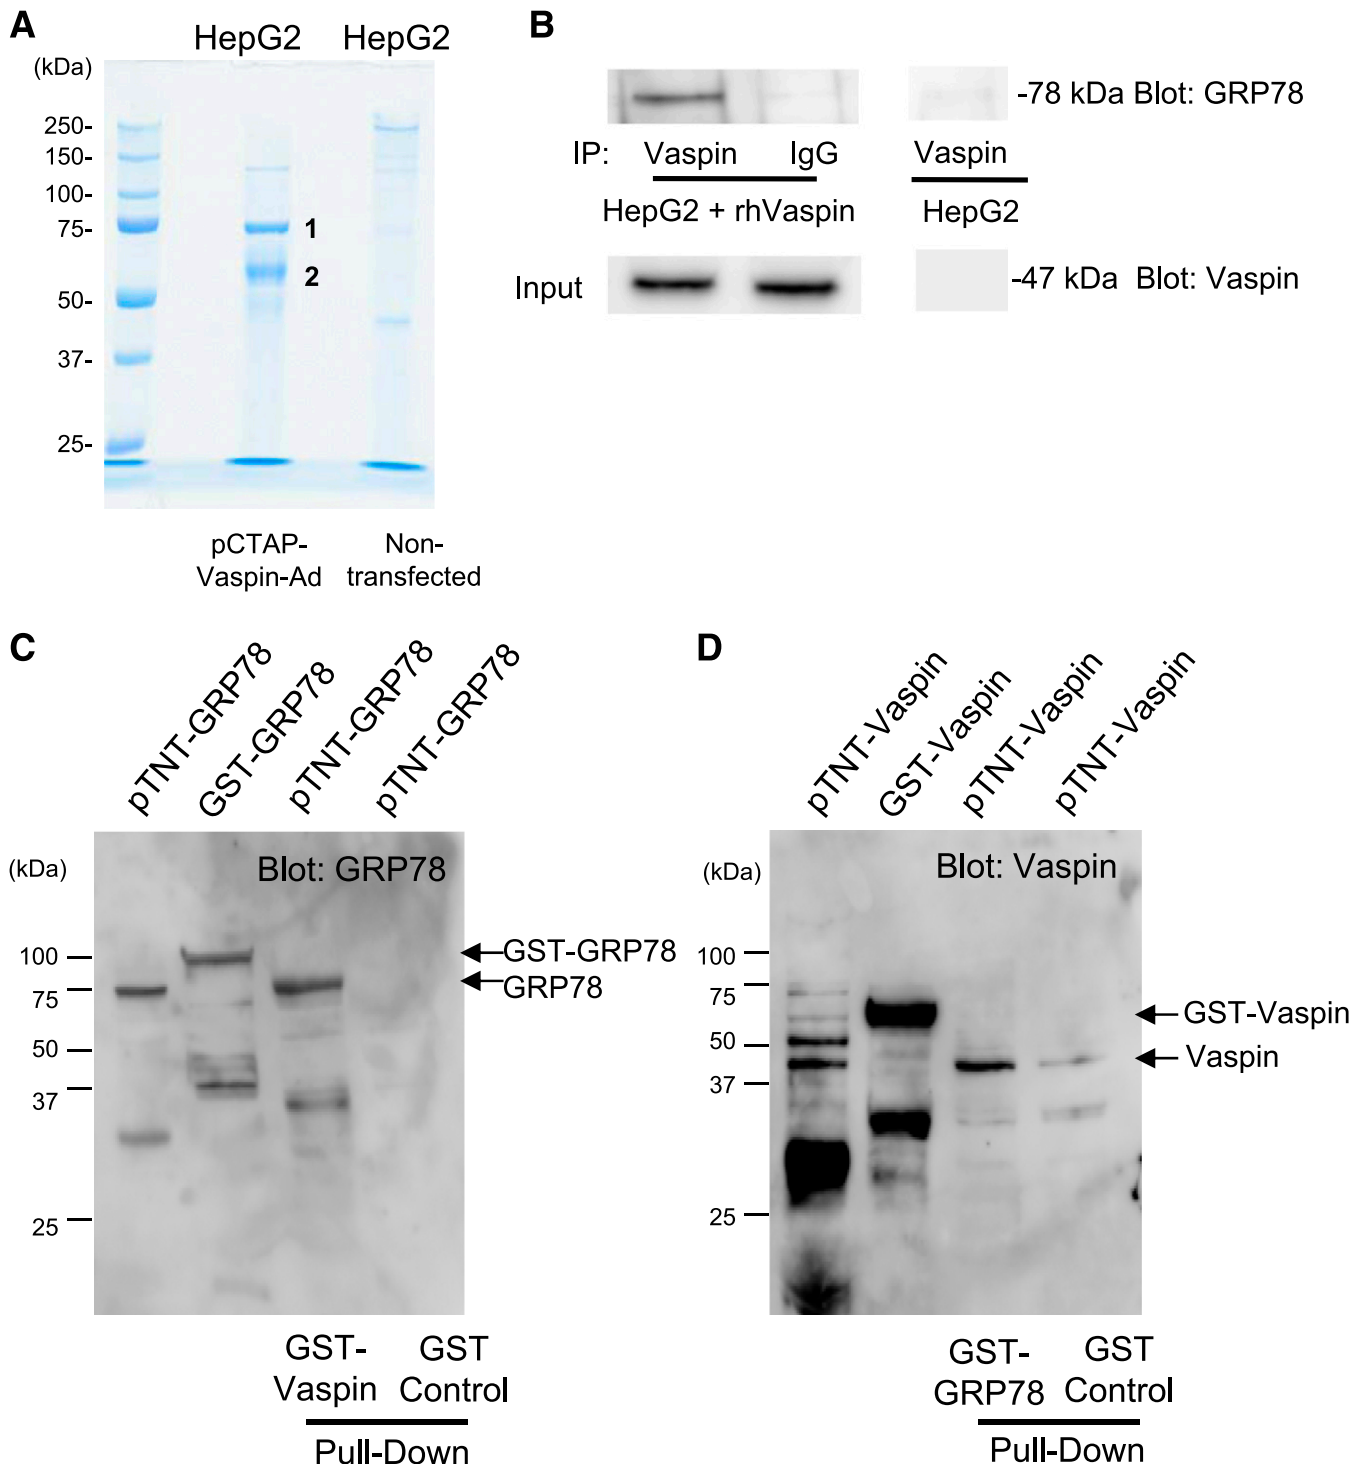 A
HepG2 HepG2
(kDa)
250-
150-
100-
75-
50-
37-
25-
1
2
pCTAP-
Vaspin-Ad
Non-
transfected
B
-78 kDa Blot: GRP78
IP: Vaspin IgG Vaspin
HepG2 + rhVaspin HepG2
Input
-47 kDa Blot: Vaspin
C
pTNT-GRP78
GST-GRP78
pTNT-GRP78
pTNT-GRP78
(kDa)
Blot: GRP78
100
75
50
37
25
GST-GRP78
GRP78
GST-
Vaspin
GST
Control
Pull-Down
D
pTNT-Vaspin
GST-Vaspin
pTNT-Vaspin
pTNT-Vaspin
(kDa)
Blot: Vaspin
100
75
50
37
25
GST-Vaspin
Vaspin
GST-
GRP78
GST
Control
Pull-Down